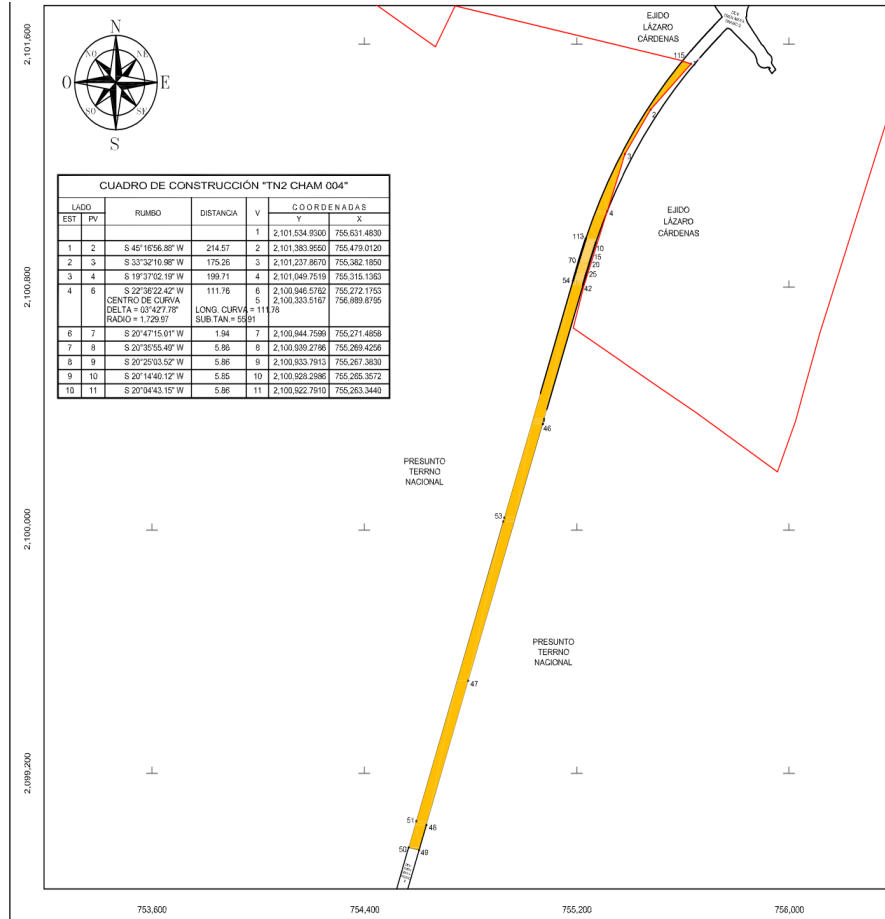 2,101,600
2,100,800
2,100,000
2,099,200
N
NO
NE
O
E
SO
SE
S
EJIDO
LÁZARO
CÁRDENAS
115
1
2
3
4
113
10
15
20
25
42
70
54
EJIDO
LÁZARO
CÁRDENAS
CUADRO DE CONSTRUCCIÓN "TN2 CHAM 004"
LADO RUMBO DISTANCIA V COORDENADAS
EST PV Y X
1 2,101,534.9300 755,631.4830
1 2 S 45°16'56.88" W 214.57 2 2,101,383.9550 755,479.0120
2 3 S 33°32'10.98" W 175.26 3 2,101,237.8670 755,382.1850
3 4 S 19°37'02.19" W 199.71 4 2,101,049.7519 755,315.1363
4 6 S 22°36'22.42" W 111.76 6 2,100,946.5762 755,272.1753
CENTRO DE CURVA 5 2,100,333.5167 756,889.8795
DELTA = 03°42'7.78" LONG. CURVA = 111.78
RADIO = 1,729.97 SUB.TAN.= 55.91
6 7 S 20°47'15.01" W 1.94 7 2,100,944.7599 755,271.4858
7 8 S 20°35'55.49" W 5.86 8 2,100,939.2786 755,269.4256
8 9 S 20°25'03.52" W 5.86 9 2,100,933.7913 755,267.3830
9 10 S 20°14'40.12" W 5.85 10 2,100,928.2986 755,265.3572
10 11 S 20°04'43.15" W 5.86 11 2,100,922.7910 755,263.3440
46
PRESUNTO
TERRNO
NACIONAL
53
PRESUNTO
TERRNO
NACIONAL
47
51
48
50
49
753,600
754,400
755,200
756,000